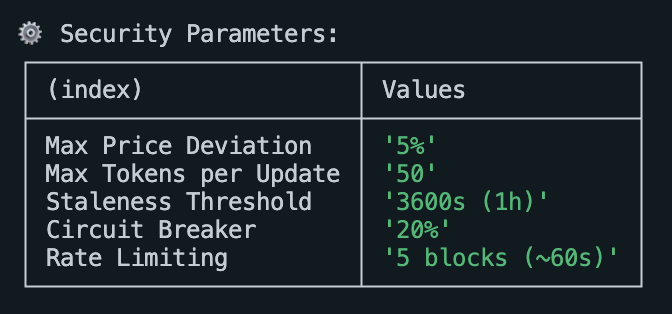 ⚙️ Security Parameters:
(index) Values
Max Price Deviation '5%'
Max Tokens per Update '50'
Staleness Threshold '3600s (1h)'
Circuit Breaker '20%'
Rate Limiting '5 blocks (~60s)'